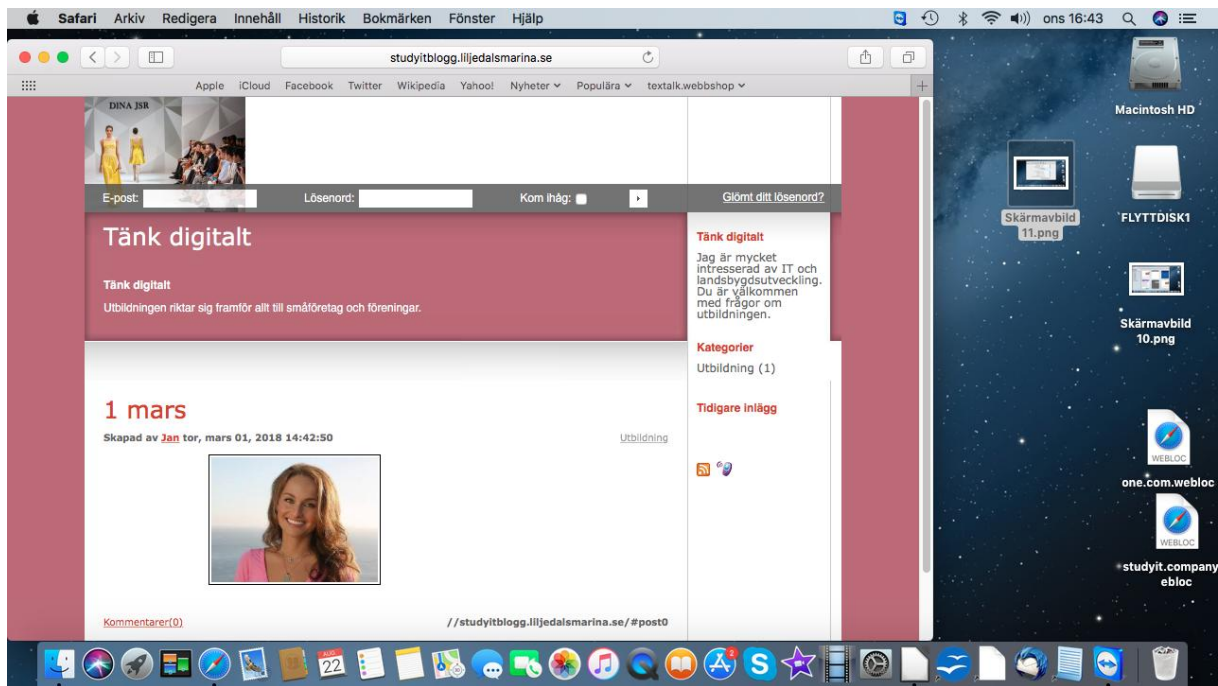 Safari Arkiv Redigera Innehåll Historik Bokmärken Fönster Hjälp
ons 16:43
studyitblogg.liljedalsmarina.se
Apple iCloud Facebook Twitter Wikipedia Yahoo! Nyheter Populära textalk.webbshop
DINA JSR
E-post: Lösenord: Kom ihåg: Glömt ditt lösenord?
Tänk digitalt
Tänk digitalt
Utbildningen riktar sig framför allt till småföretag och föreningar.
Tänk digitalt
Jag är mycket
intresserad av IT och
landsbygdsutveckling.
Du är välkommen
med frågor om
utbildningen.
Kategorier
Utbildning (1)
Tidigare inlägg
1 mars
Skapad av Jan tor, mars 01, 2018 14:42:50
Utbildning
Kommentarer(0)
//studyitblogg.liljedalsmarina.se/#post0
Macintosh HD
Skärmavbild
11.png
FLYTTDISK1
Skärmavbild
10.png
WEBLOC
one.com.webloc
WEBLOC
studyit.company
ebloc
AUG
22
2